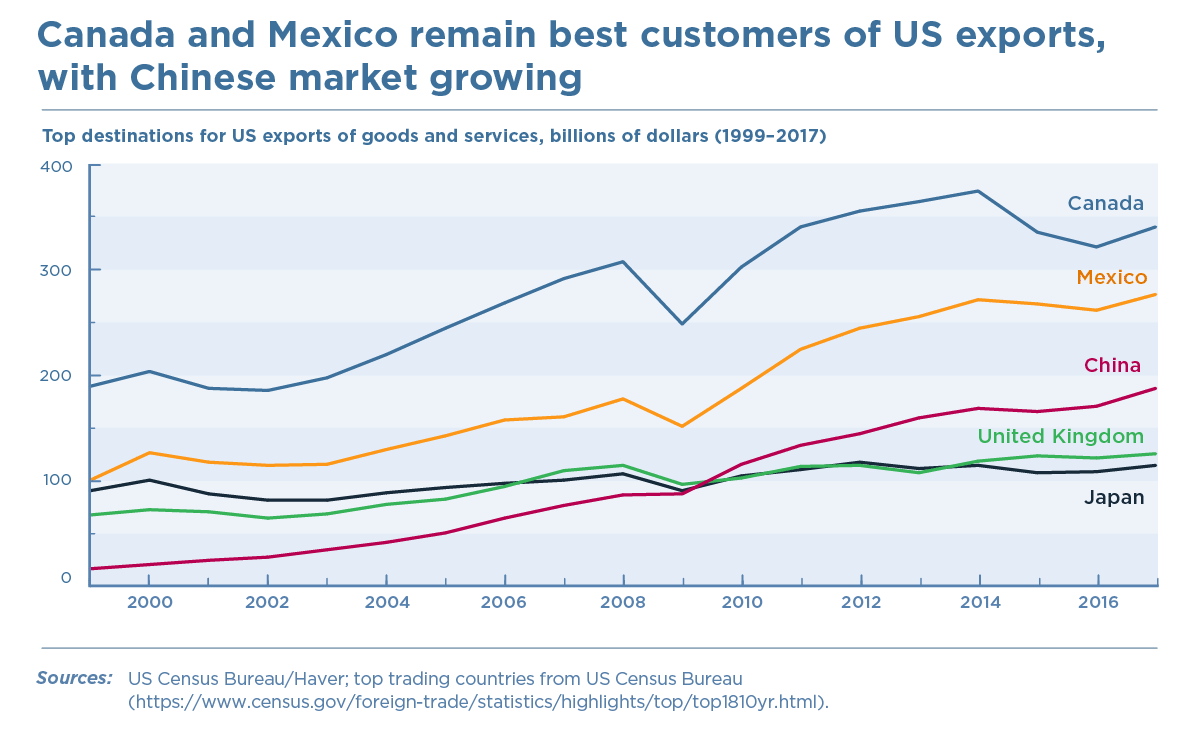 Canada and Mexico remain best customers of US exports,
with Chinese market growing
Top destinations for US exports of goods and services, billions of dollars (1999–2017)
400
300
200
100
0
Canada
Mexico
China
United Kingdom
Japan
2000 2002 2004 2006 2008 2010 2012 2014 2016
Sources: US Census Bureau/Haver; top trading countries from US Census Bureau
(https://www.census.gov/foreign-trade/statistics/highlights/top/top1810yr.html).